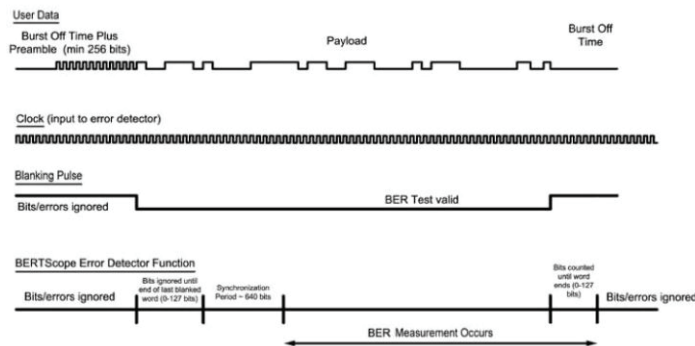 User Data
Burst Off Time Plus
Preamble (min 256 bits)
Payload
Burst Off
Time
Clock (input to error detector)
Blanking Pulse
Bits/errors ignored
BER Test valid
BERTScope Error Detector Function
Bits/errors ignored
Bits ignored until
end of last blanked
word (0-127 bits)
Synchronization
Period ~ 640 bits
Bits counted
until word
ends (0-127
bits)
Bits/errors ignored
BER Measurement Occurs